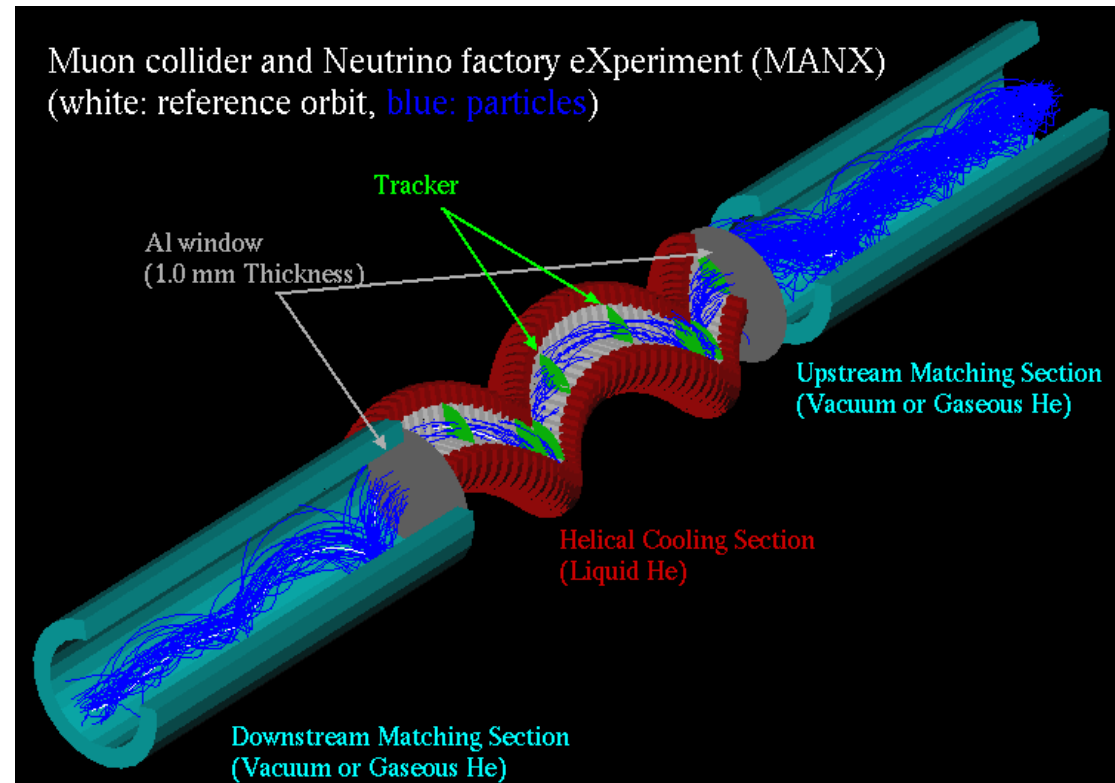 Muon collider and Neutrino factory eXperiment (MANX)
(white: reference orbit, blue: particles)
Tracker
Al window
(1.0 mm Thickness)
Upstream Matching Section
(Vacuum or Gaseous He)
Helical Cooling Section
(Liquid He)
Downstream Matching Section
(Vacuum or Gaseous He)